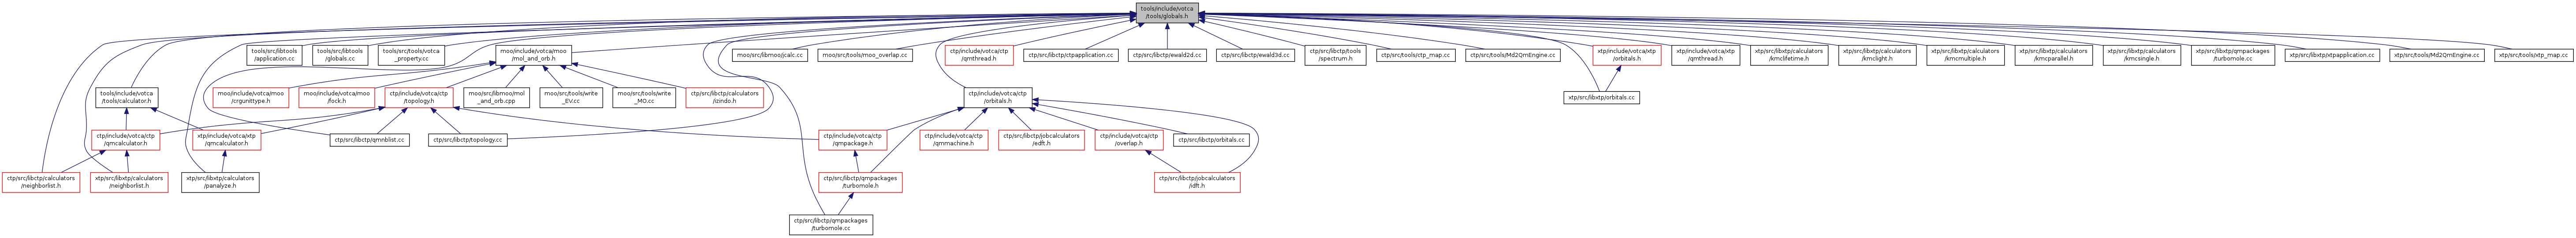 tools/include/votca
/tools/globals.h
tools/src/libtools
/application.cc
tools/src/libtools
/globals.cc
tools/src/tools/votca
_property.cc
moo/include/votca/moo
/mol_and_orb.h
moo/src/libmoo/jcalc.cc
moo/src/tools/moo_overlap.cc
ctp/include/votca/ctp
/qmthread.h
ctp/src/libctp/ctpapplication.cc
ctp/src/libctp/ewald2d.cc
ctp/src/libctp/ewald3d.cc
ctp/src/libctp/tools
/spectrum.h
ctp/src/tools/ctp_map.cc
ctp/src/tools/Md2QmEngine.cc
xtp/include/votca/xtp
/orbitals.h
xtp/include/votca/xtp
/qmthread.h
xtp/src/libxtp/calculators
/kmclifetime.h
xtp/src/libxtp/calculators
/kmclight.h
xtp/src/libxtp/calculators
/kmcmultiple.h
xtp/src/libxtp/calculators
/kmcparallel.h
xtp/src/libxtp/calculators
/kmcsingle.h
xtp/src/libxtp/qmpackages
/turbomole.cc
xtp/src/libxtp/xtpapplication.cc
xtp/src/tools/Md2QmEngine.cc
xtp/src/tools/xtp_map.cc
tools/include/votca
/tools/calculator.h
moo/include/votca/moo
/crgunittype.h
moo/include/votca/moo
/fock.h
ctp/include/votca/ctp
/topology.h
moo/src/libmoo/mol
_and_orb.cpp
moo/src/tools/write
_EV.cc
moo/src/tools/write
_MO.cc
ctp/src/libctp/calculators
/izindo.h
ctp/include/votca/ctp
/orbitals.h
xtp/src/libxtp/orbitals.cc
ctp/include/votca/ctp
/qmcalculator.h
xtp/include/votca/xtp
/qmcalculator.h
ctp/src/libctp/qmnblist.cc
ctp/src/libctp/topology.cc
ctp/include/votca/ctp
/qmpackage.h
ctp/include/votca/ctp
/qmmachine.h
ctp/src/libctp/jobcalculators
/edft.h
ctp/include/votca/ctp
/overlap.h
ctp/src/libctp/orbitals.cc
ctp/src/libctp/calculators
/neighborlist.h
xtp/src/libxtp/calculators
/neighborlist.h
xtp/src/libxtp/calculators
/panalyze.h
ctp/src/libctp/qmpackages
/turbomole.h
ctp/src/libctp/jobcalculators
/idft.h
ctp/src/libctp/qmpackages
/turbomole.cc